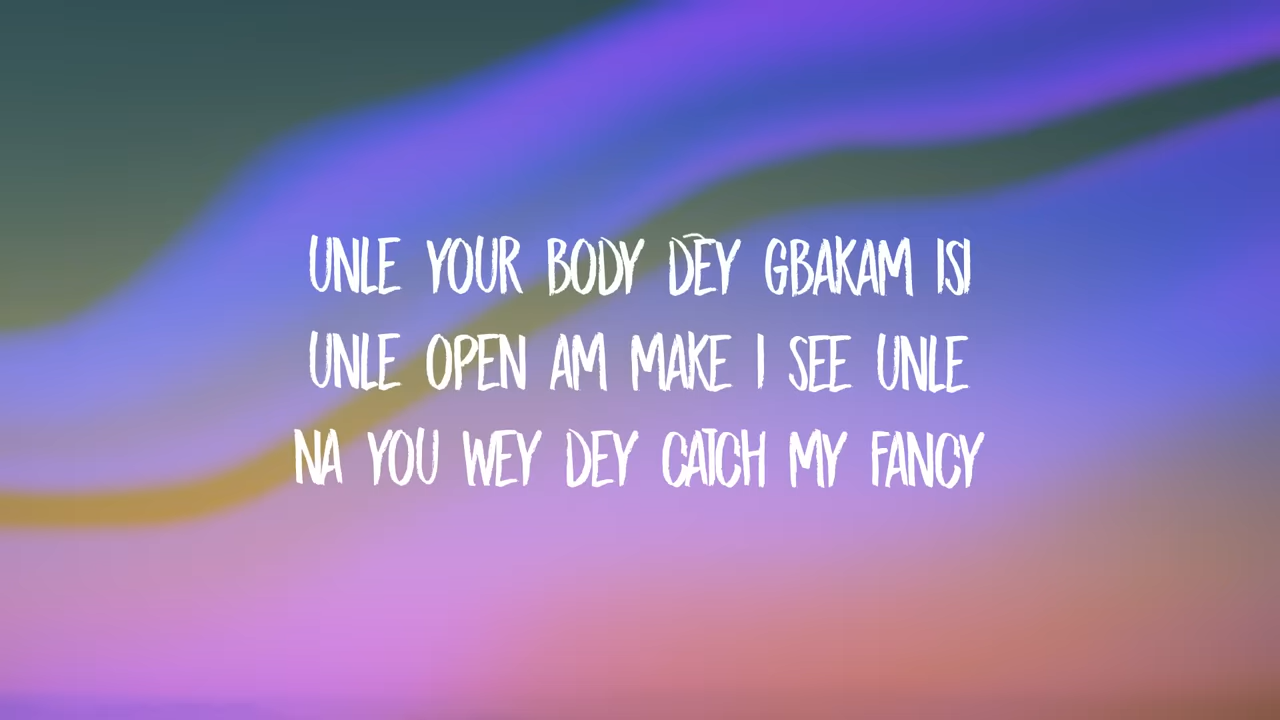 UNLE YOUR BODY DEY GBAKAM ISI
UNLE OPEN AM MAKE I SEE UNLE
NA YOU WEY DEY CATCH MY FANCY